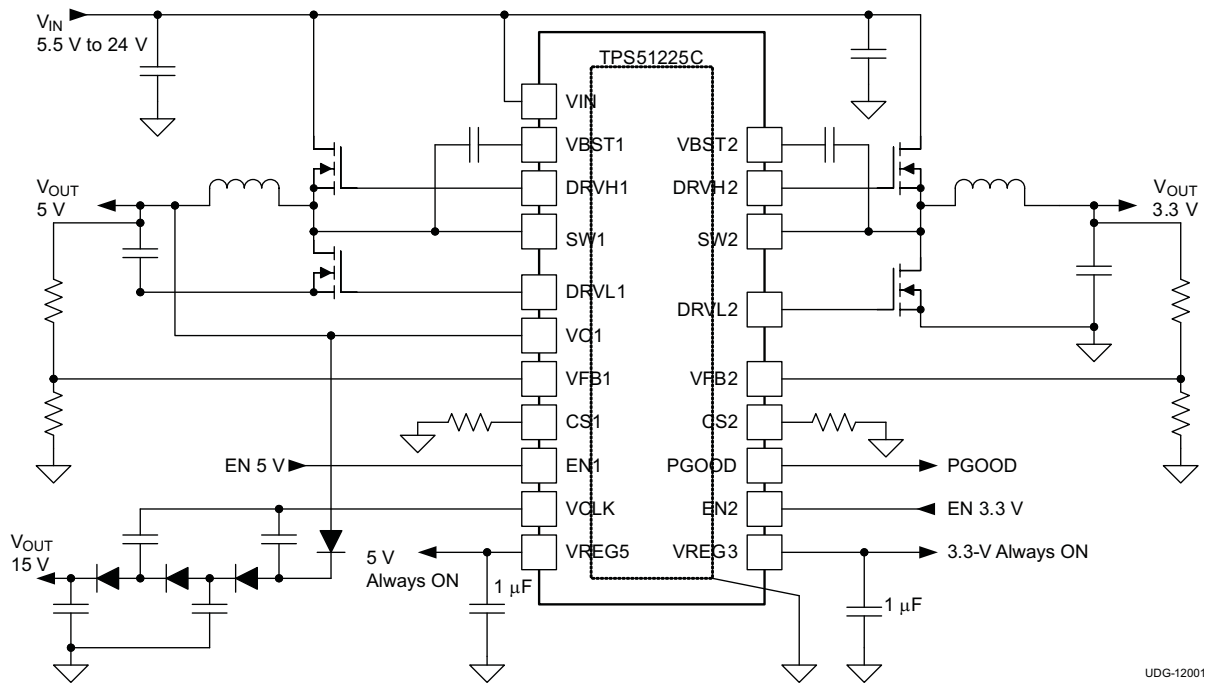 VIN
5.5 V to 24 V
TPS51225C
VIN
VBST1
VBST2
DRVH1
DRVH2
VOUT
5 V
VOUT
3.3 V
SW1
SW2
DRVL1
DRVL2
VO1
VFB1
VFB2
CS1
CS2
EN 5 V
EN1
PGOOD
PGOOD
VCLK
EN2
EN 3.3 V
VOUT
15 V
5 V
Always ON
VREG5
VREG3
3.3-V Always ON
1 μF
1 μF
UDG-12001